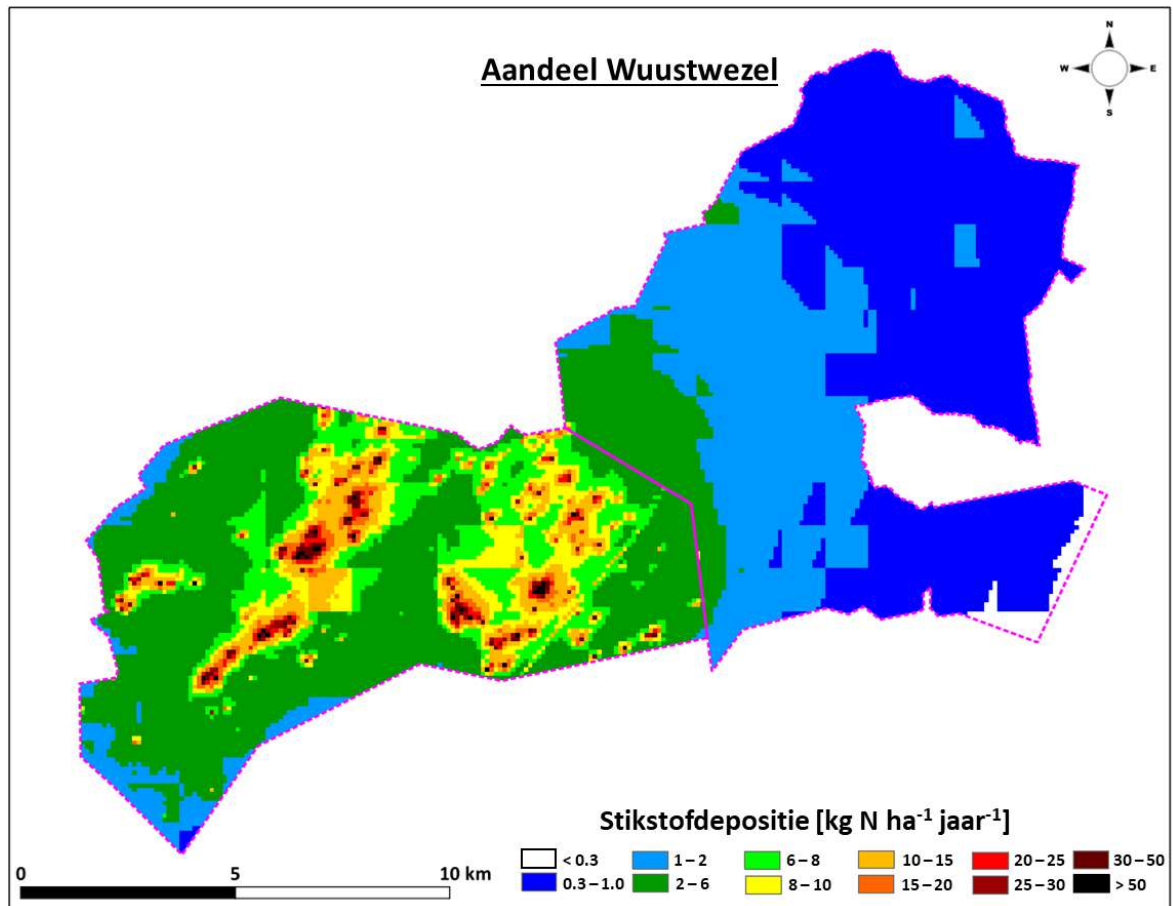 Aandeel Wuustwezel
N
W E
S
Stikstofdepositie [kg N ha⁻¹ jaar⁻¹]
< 0.3 1 – 2 6 – 8 10 – 15 20 – 25 30 – 50
0.3 – 1.0 2 – 6 8 – 10 15 – 20 25 – 30 > 50
0 5 10 km